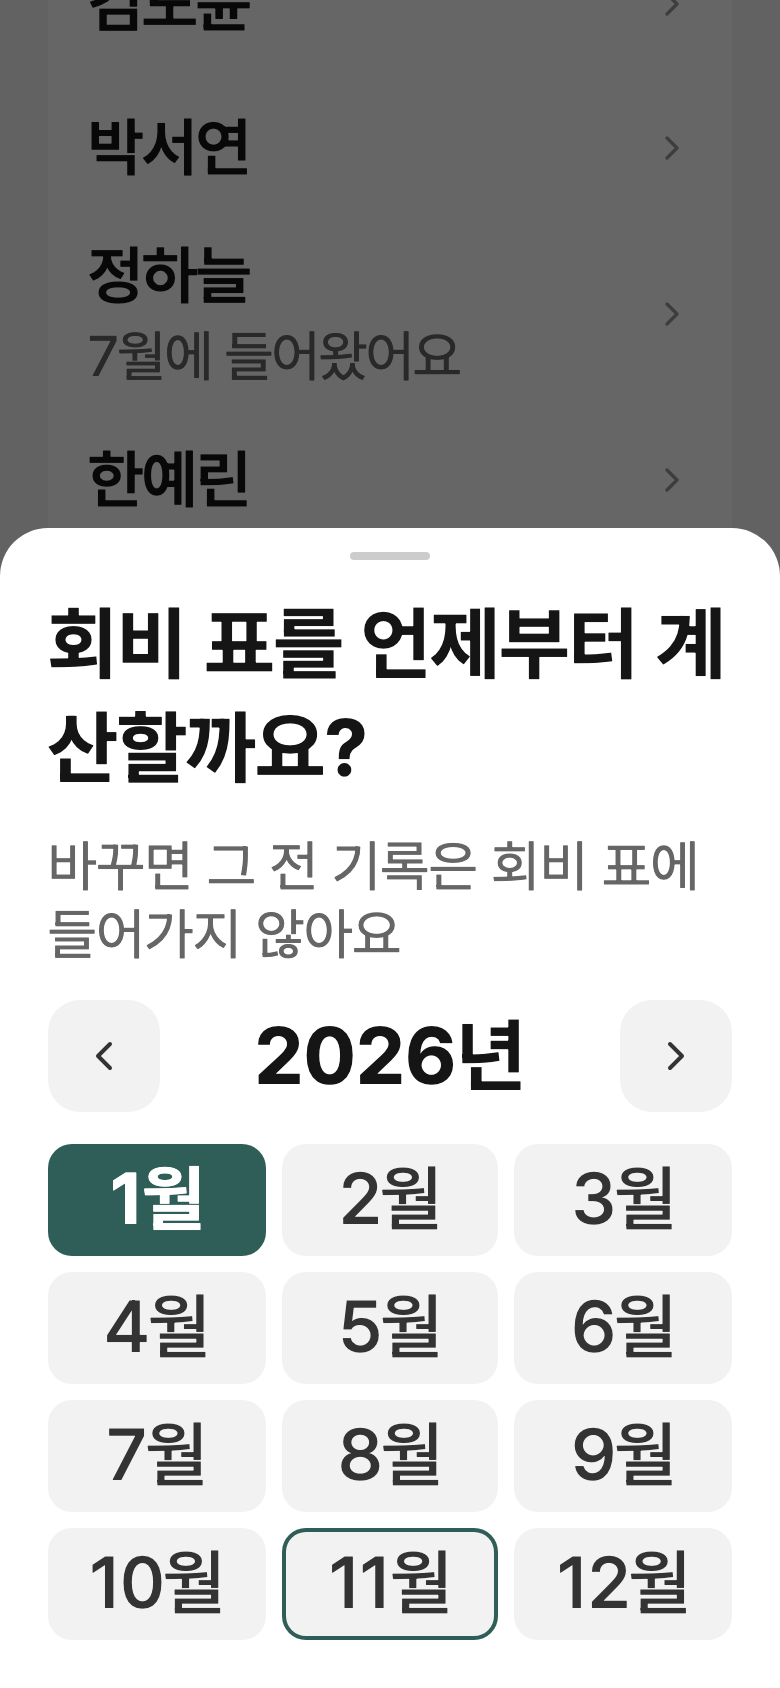 박서연
정하늘
7월에 들어왔어요
한예린
회비 표를 언제부터 계
산할까요?
바꾸면 그 전 기록은 회비 표에
들어가지 않아요
2026년
1월 2월 3월
4월 5월 6월
7월 8월 9월
10월 11월 12월